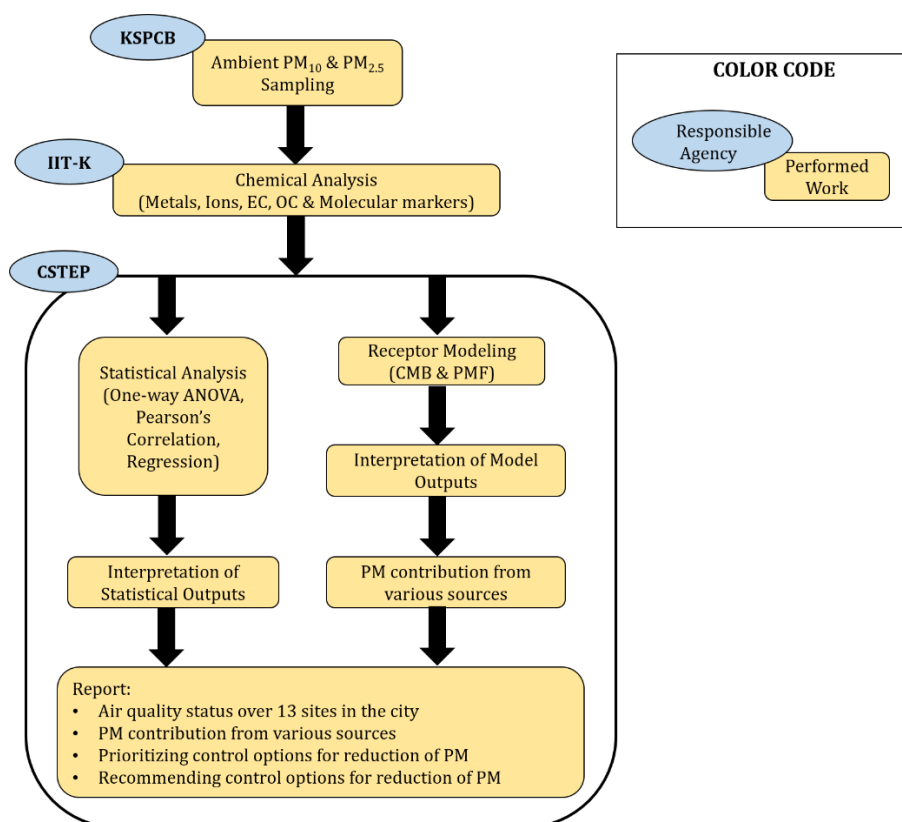 KSPCB
Ambient PM₁₀ & PM₂.₅
Sampling
COLOR CODE
Responsible
Agency
Performed
Work
IIT-K
Chemical Analysis
(Metals, Ions, EC, OC & Molecular markers)
CSTEP
Statistical Analysis
(One-way ANOVA,
Pearson's
Correlation,
Regression)
Interpretation of
Statistical Outputs
Receptor Modeling
(CMB & PMF)
Interpretation of Model
Outputs
PM contribution from
various sources
Report:
• Air quality status over 13 sites in the city
• PM contribution from various sources
• Prioritizing control options for reduction of PM
• Recommending control options for reduction of PM